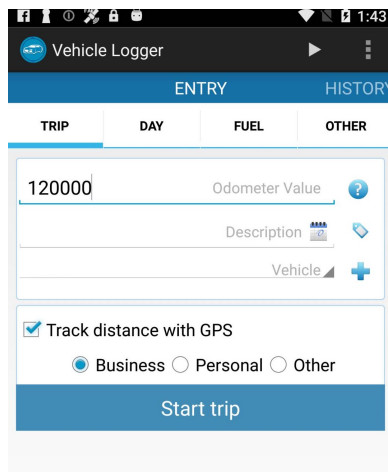 1:43
Vehicle Logger
ENTRY HISTORY
TRIP DAY FUEL OTHER
120000 Odometer Value
Description
Vehicle
Track distance with GPS
Business Personal Other
Start trip